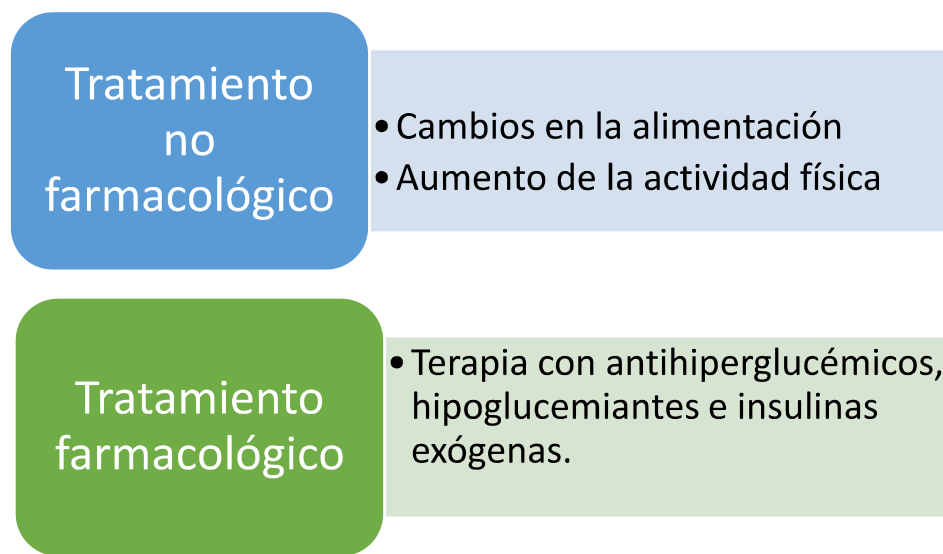 Tratamiento
no
farmacológico
• Cambios en la alimentación
• Aumento de la actividad física
Tratamiento
farmacológico
• Terapia con antihiperglucémicos,
hipoglucemiantes e insulinas
exógenas.